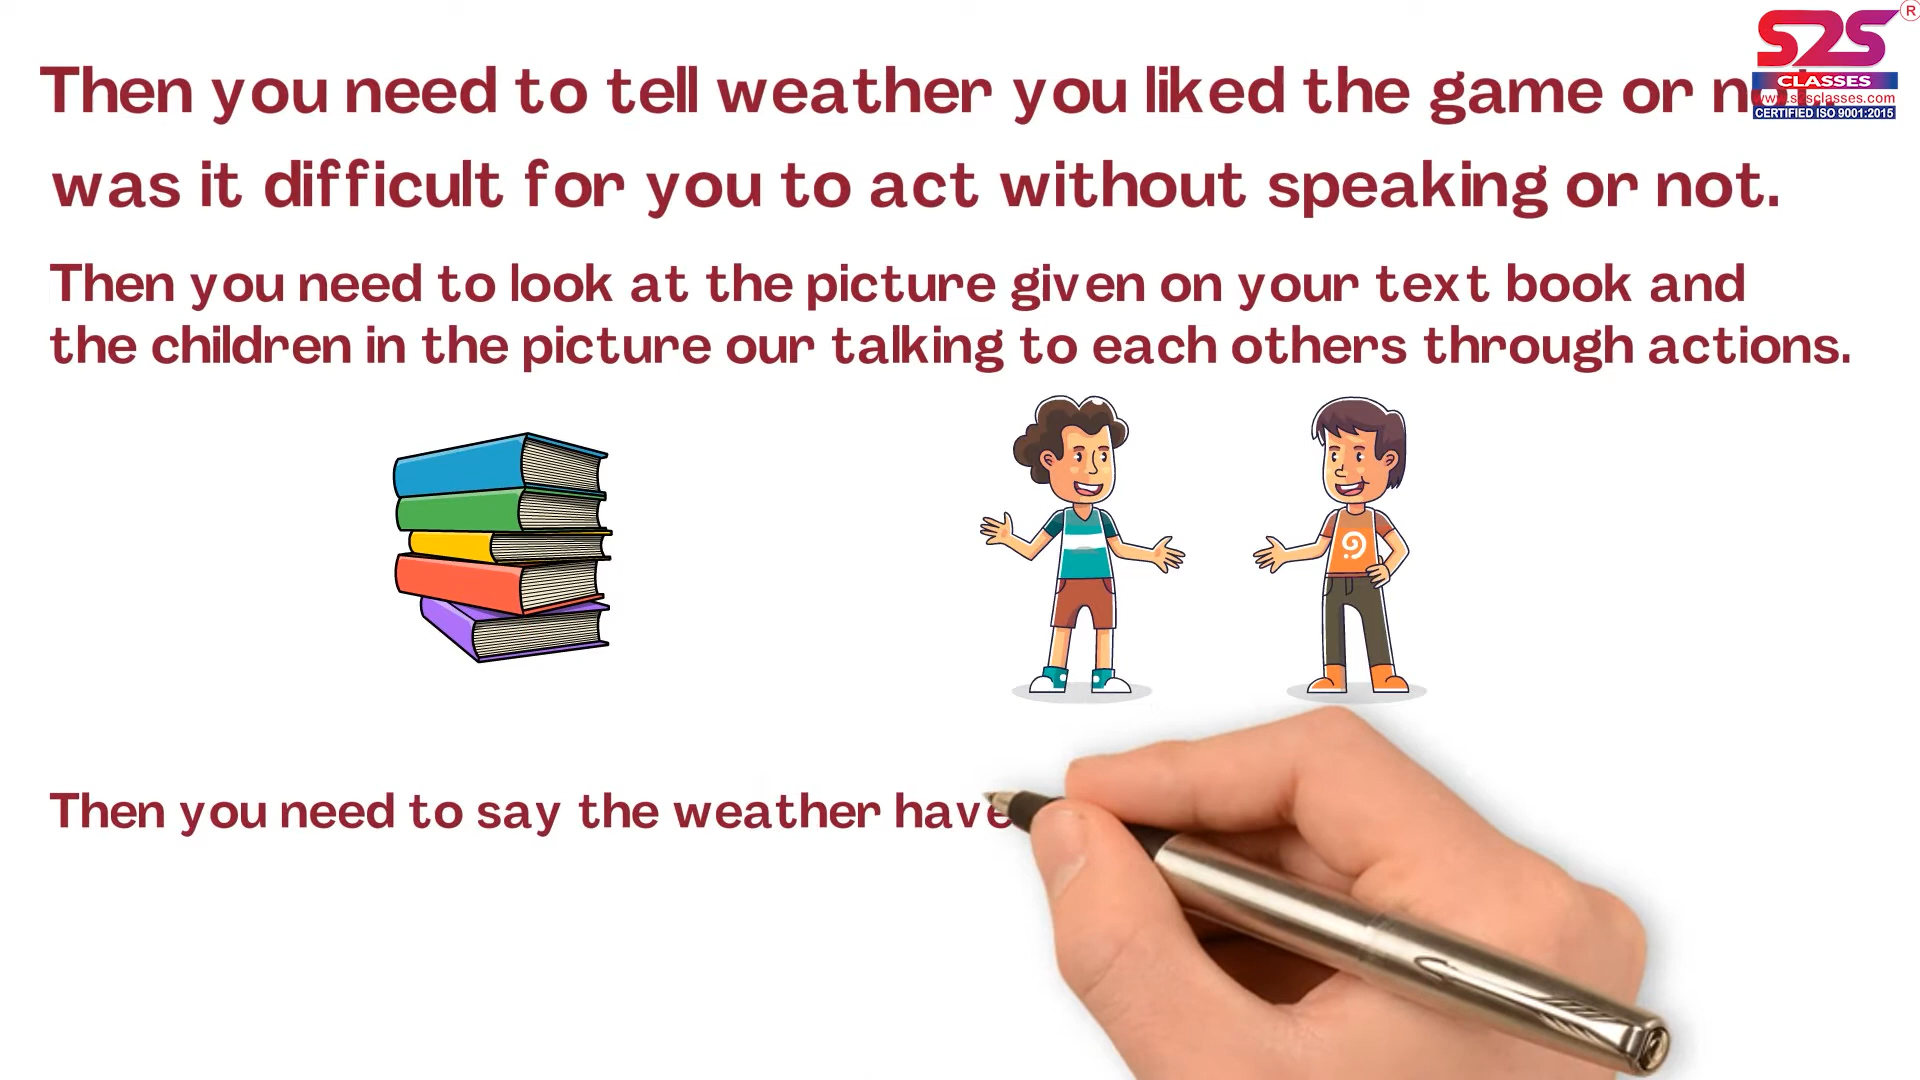 S2S
R
Then you need to tell weather you liked the game or
CLASSES
www.s2sclasses.com
CERTIFIED ISO 9001:2015
was it difficult for you to act without speaking or not.
Then you need to look at the picture given on your text book and
the children in the picture our talking to each others through actions.
Then you need to say the weather have